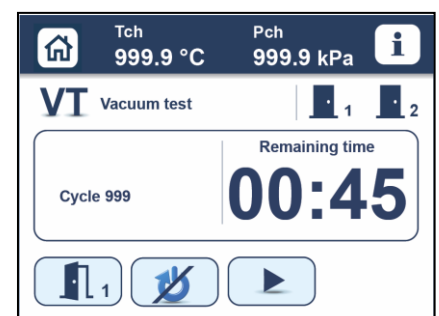 Tch Pch
999.9 °C 999.9 kPa i
VT Vacuum test 1 2
Remaining time
Cycle 999 00:45
1